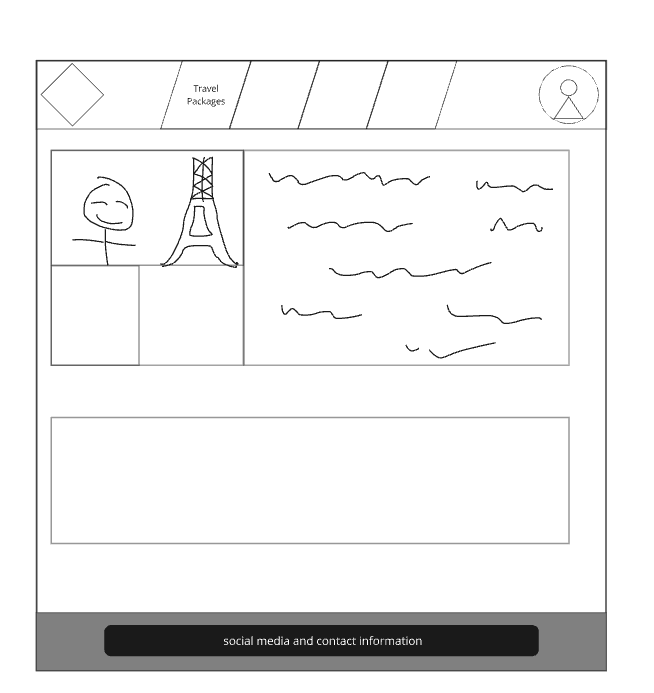 Travel
Packages
social media and contact information